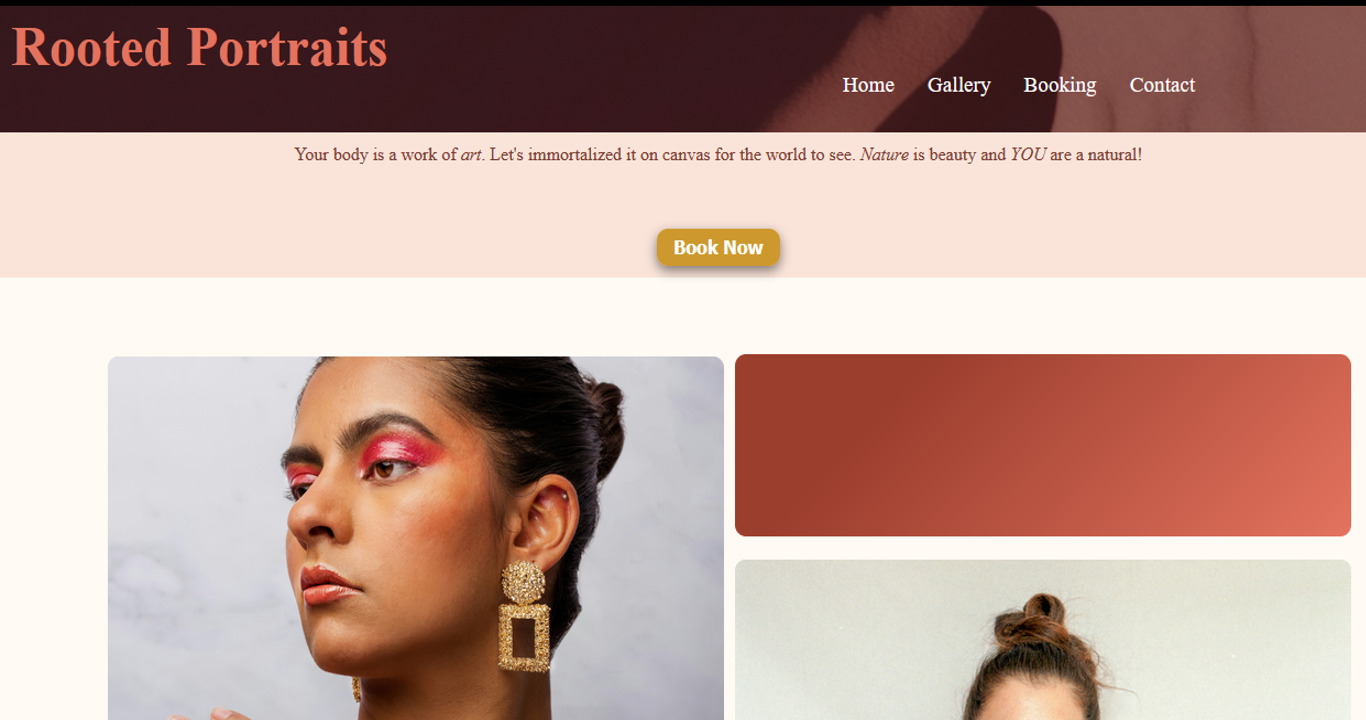 Rooted Portraits
Home Gallery Booking Contact
Your body is a work of art. Let's immortalized it on canvas for the world to see. Nature is beauty and YOU are a natural!
Book Now